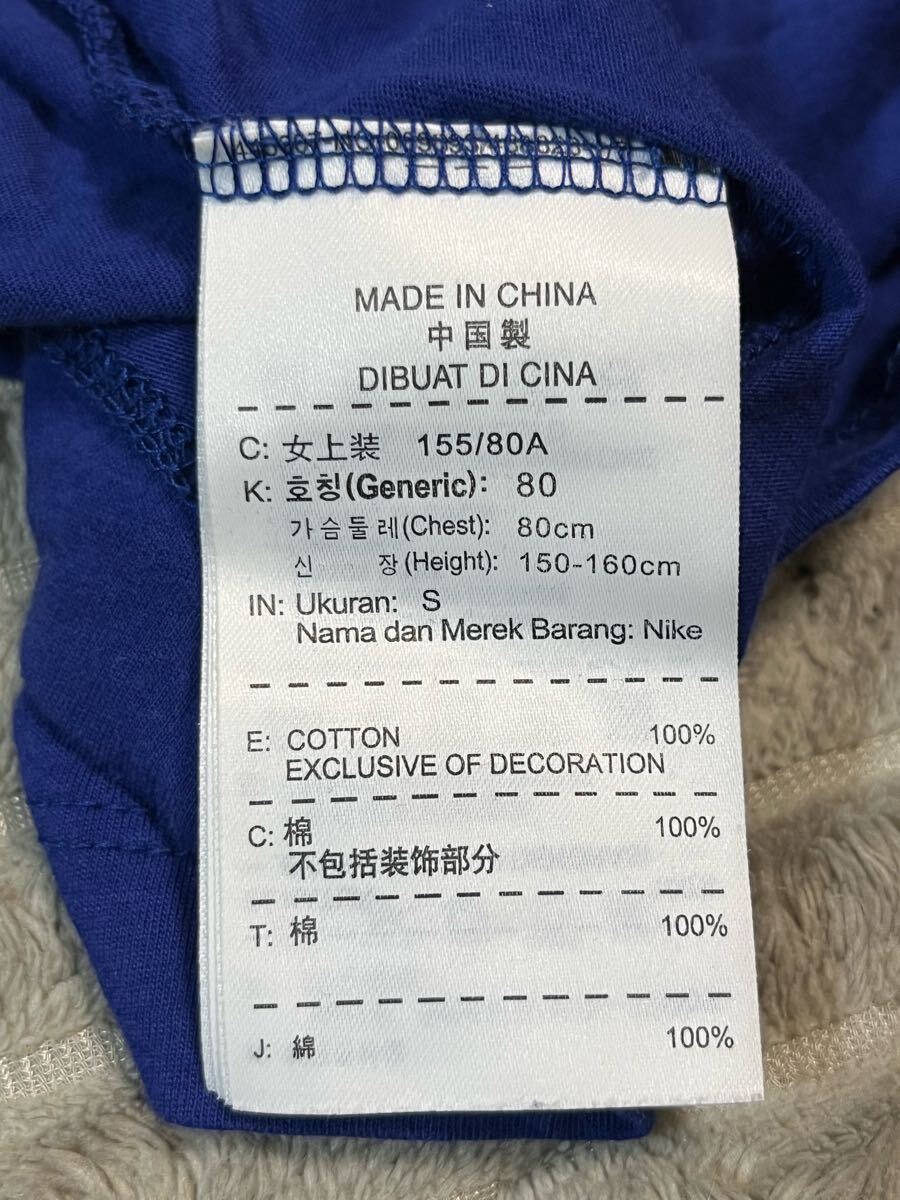 MADE IN CHINA
中国製
DIBUAT DI CINA
C: 女上装 155/80A
K: 호칭(Generic): 80
가슴둘레(Chest): 80cm
신 장(Height): 150-160cm
IN: Ukuran: S
Nama dan Merek Barang: Nike
E: COTTON 100%
EXCLUSIVE OF DECORATION
C: 棉 100%
不包括装饰部分
T: 棉 100%
J: 綿 100%